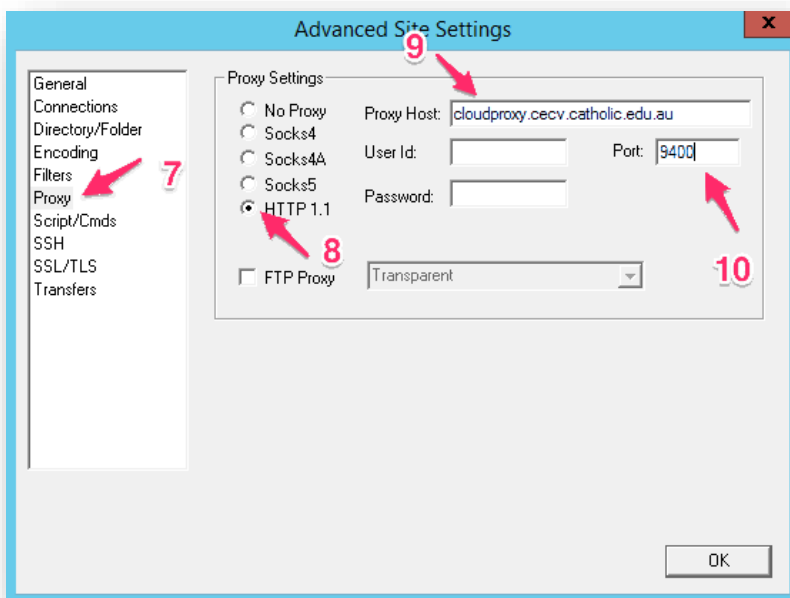 Advanced Site Settings
x
9
General
Connections
Directory/Folder
Encoding
Filters
Proxy
Script/Cmds
SSH
SSL/TLS
Transfers
7
Proxy Settings
No Proxy
Socks4
Socks4A
Socks5
HTTP 1.1
8
Proxy Host: cloudproxy.cecv.catholic.edu.au
User Id:
Port: 9400
Password:
10
FTP Proxy
Transparent
OK